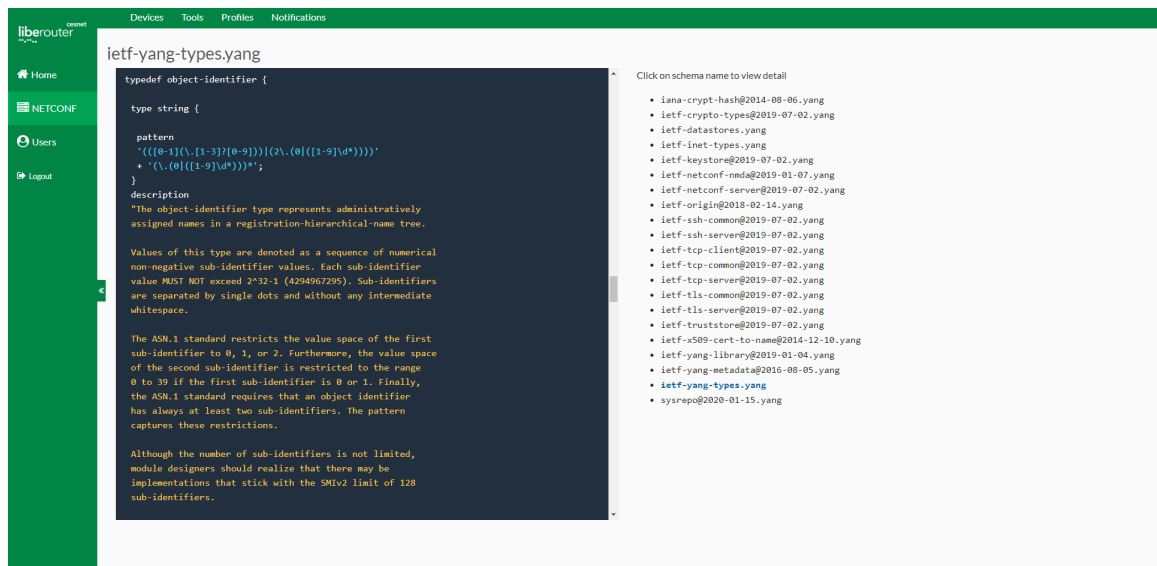 cesnet
liberouter
Devices Tools Profiles Notifications
Home
NETCONF
Users
Logout
ietf-yang-types.yang
typedef object-identifier {
type string {
pattern
'(([0-1](\.[1-3]?[0-9]))|(2\.(0|([1-9]\d*))))'
+ '(\.(0|([1-9]\d*)))*';
}
description
"The object-identifier type represents administratively
assigned names in a registration-hierarchical-name tree.
Values of this type are denoted as a sequence of numerical
non-negative sub-identifier values. Each sub-identifier
value MUST NOT exceed 2^32-1 (4294967295). Sub-identifiers
are separated by single dots and without any intermediate
whitespace.
The ASN.1 standard restricts the value space of the first
sub-identifier to 0, 1, or 2. Furthermore, the value space
of the second sub-identifier is restricted to the range
0 to 39 if the first sub-identifier is 0 or 1. Finally,
the ASN.1 standard requires that an object identifier
has always at least two sub-identifiers. The pattern
captures these restrictions.
Although the number of sub-identifiers is not limited,
module designers should realize that there may be
implementations that stick with the SMIv2 limit of 128
sub-identifiers.
Click on schema name to view detail
iana-crypt-hash@2014-08-06.yang
ietf-crypto-types@2019-07-02.yang
ietf-datastores.yang
ietf-inet-types.yang
ietf-keystore@2019-07-02.yang
ietf-netconf-nmda@2019-01-07.yang
ietf-netconf-server@2019-07-02.yang
ietf-origin@2018-02-14.yang
ietf-ssh-common@2019-07-02.yang
ietf-ssh-server@2019-07-02.yang
ietf-tcp-client@2019-07-02.yang
ietf-tcp-common@2019-07-02.yang
ietf-tcp-server@2019-07-02.yang
ietf-tls-common@2019-07-02.yang
ietf-tls-server@2019-07-02.yang
ietf-truststore@2019-07-02.yang
ietf-x509-cert-to-name@2014-12-10.yang
ietf-yang-library@2019-01-04.yang
ietf-yang-metadata@2016-08-05.yang
ietf-yang-types.yang
sysrepo@2020-01-15.yang